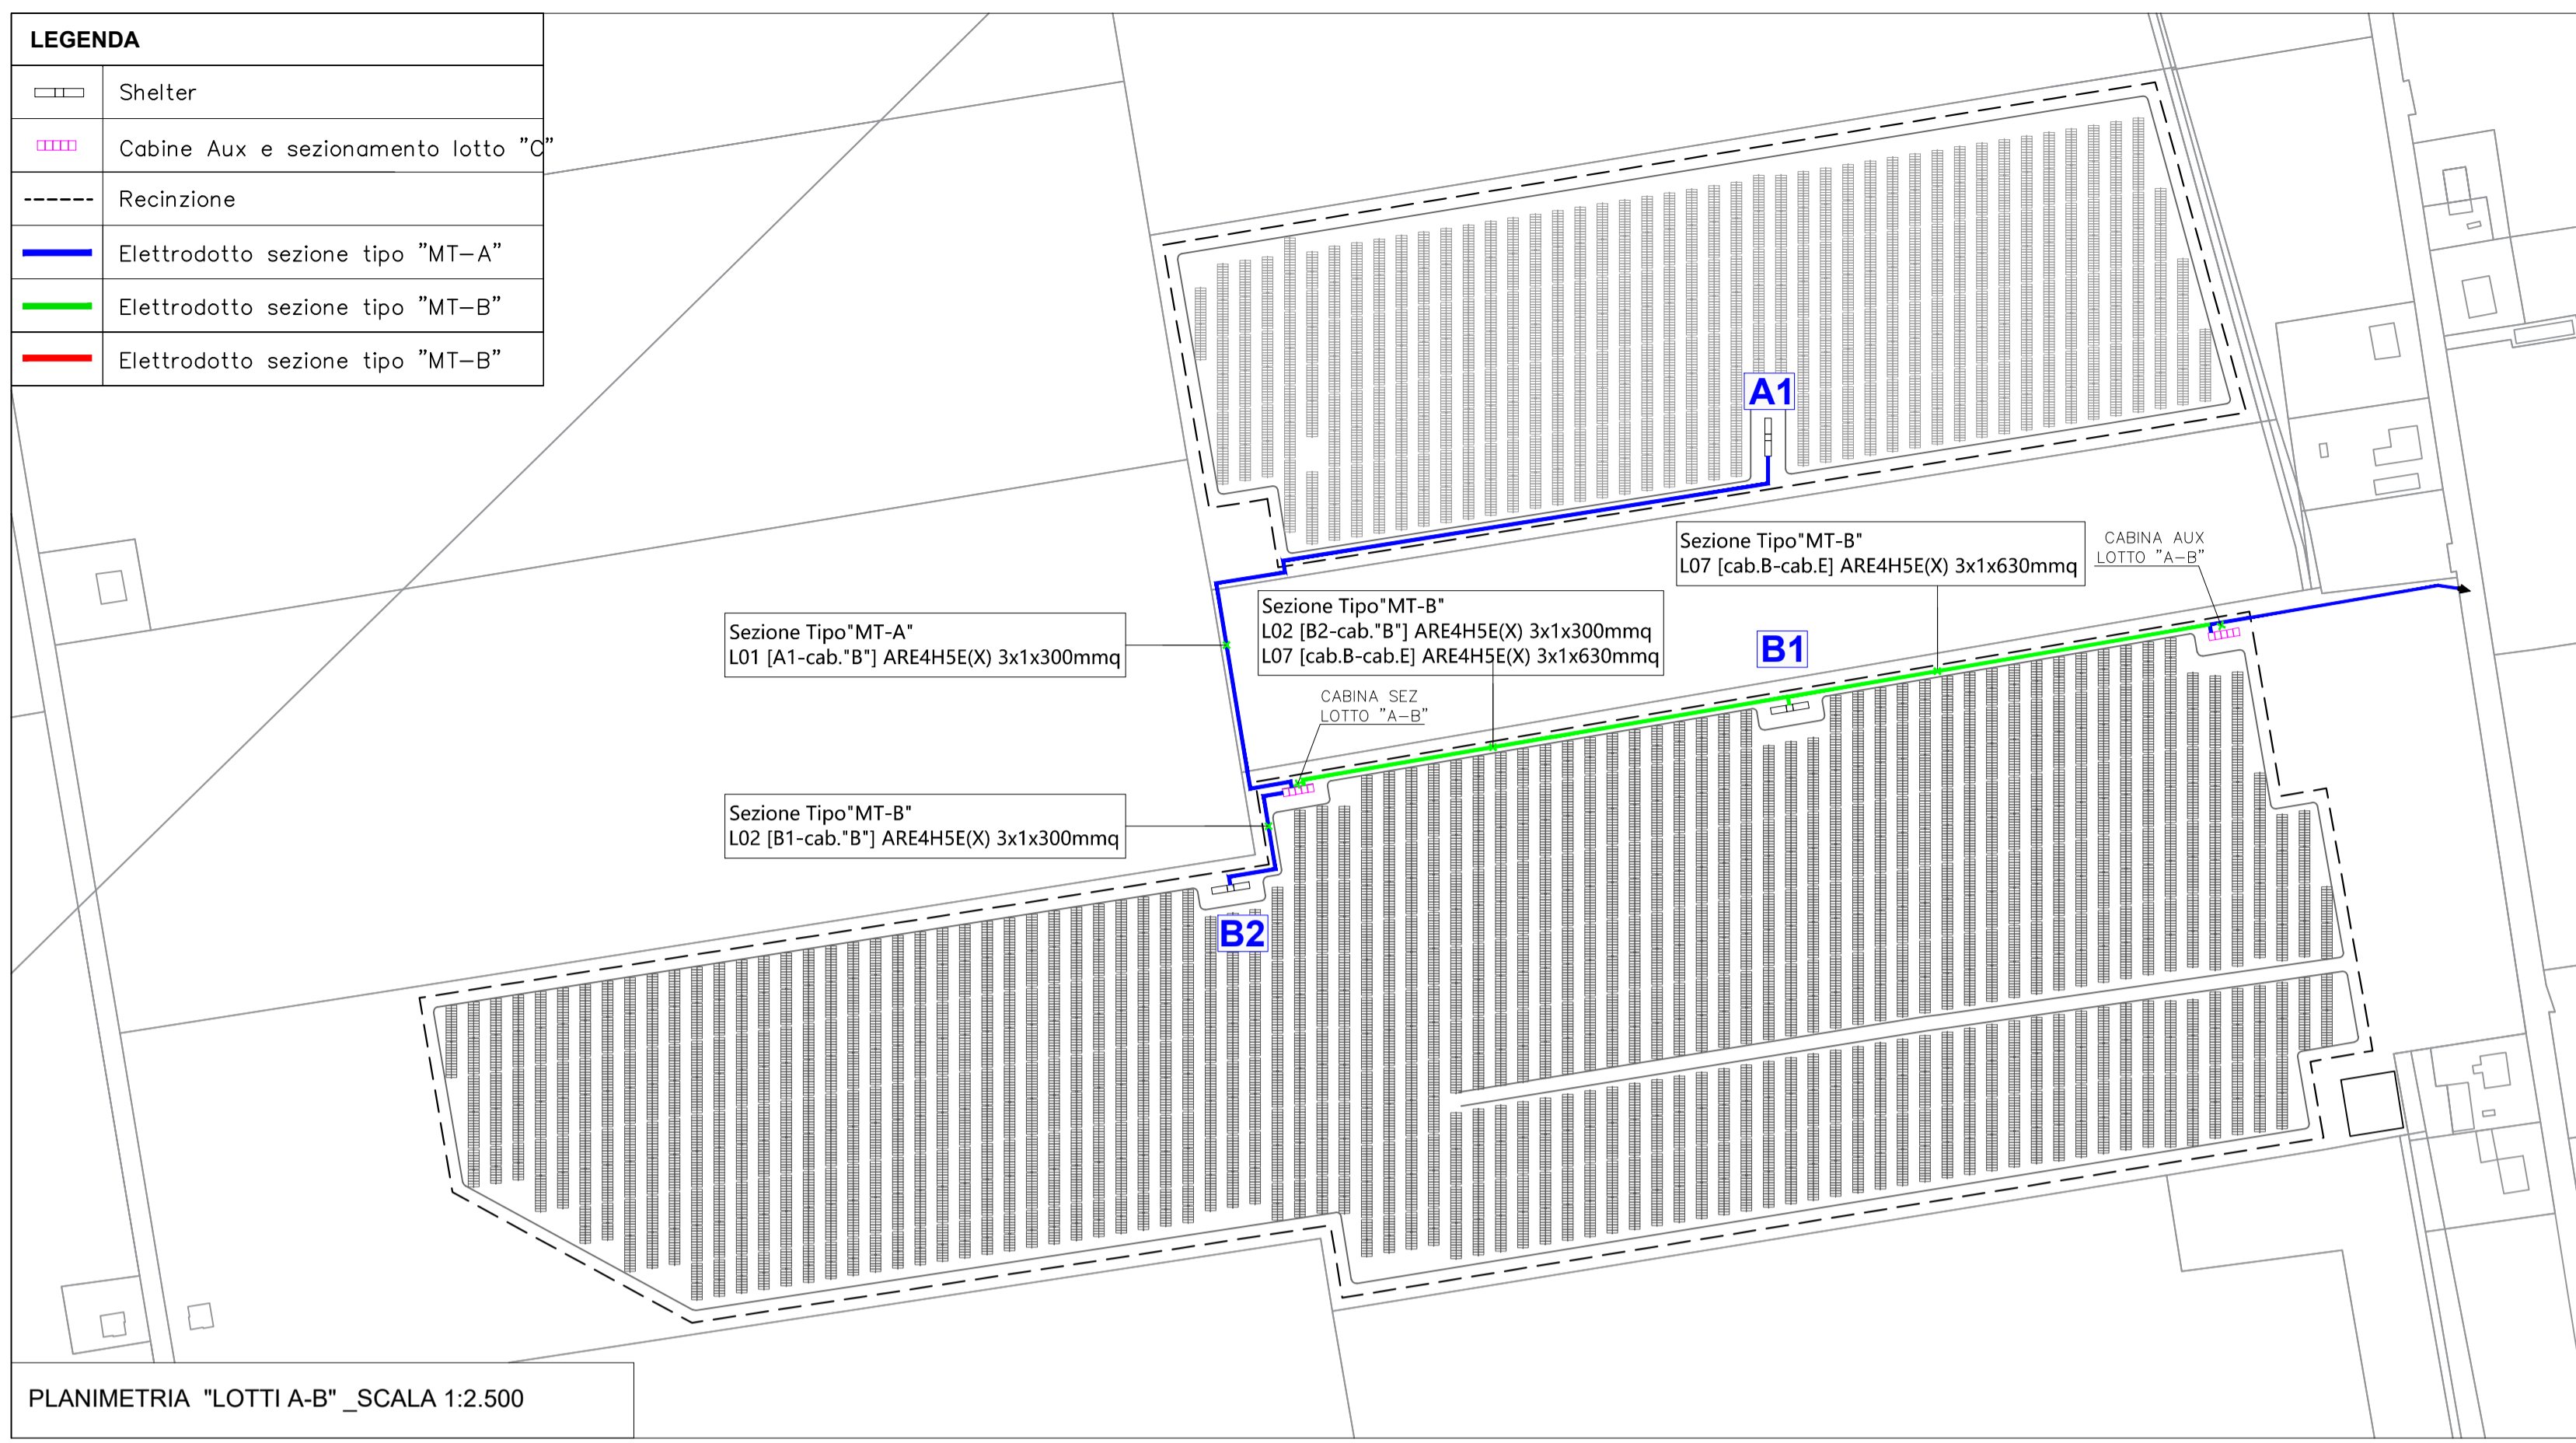 LEGENDA
Shelter
Cabine Aux e sezionamento lotto "C"
Recinzione
Elettrodotto sezione tipo "MT-A"
Elettrodotto sezione tipo "MT-B"
Elettrodotto sezione tipo "MT-B"
A1
Sezione Tipo"MT-B"
L07 [cab.B-cab.E] ARE4H5E(X) 3x1x630mmq
CABINA AUX
LOTTO "A-B"
Sezione Tipo"MT-A"
L01 [A1-cab."B"] ARE4H5E(X) 3x1x300mmq
Sezione Tipo"MT-B"
L02 [B2-cab."B"] ARE4H5E(X) 3x1x300mmq
L07 [cab.B-cab.E] ARE4H5E(X) 3x1x630mmq
B1
CABINA SEZ
LOTTO "A-B"
Sezione Tipo"MT-B"
L02 [B1-cab."B"] ARE4H5E(X) 3x1x300mmq
B2
PLANIMETRIA "LOTTI A-B" _SCALA 1:2.500